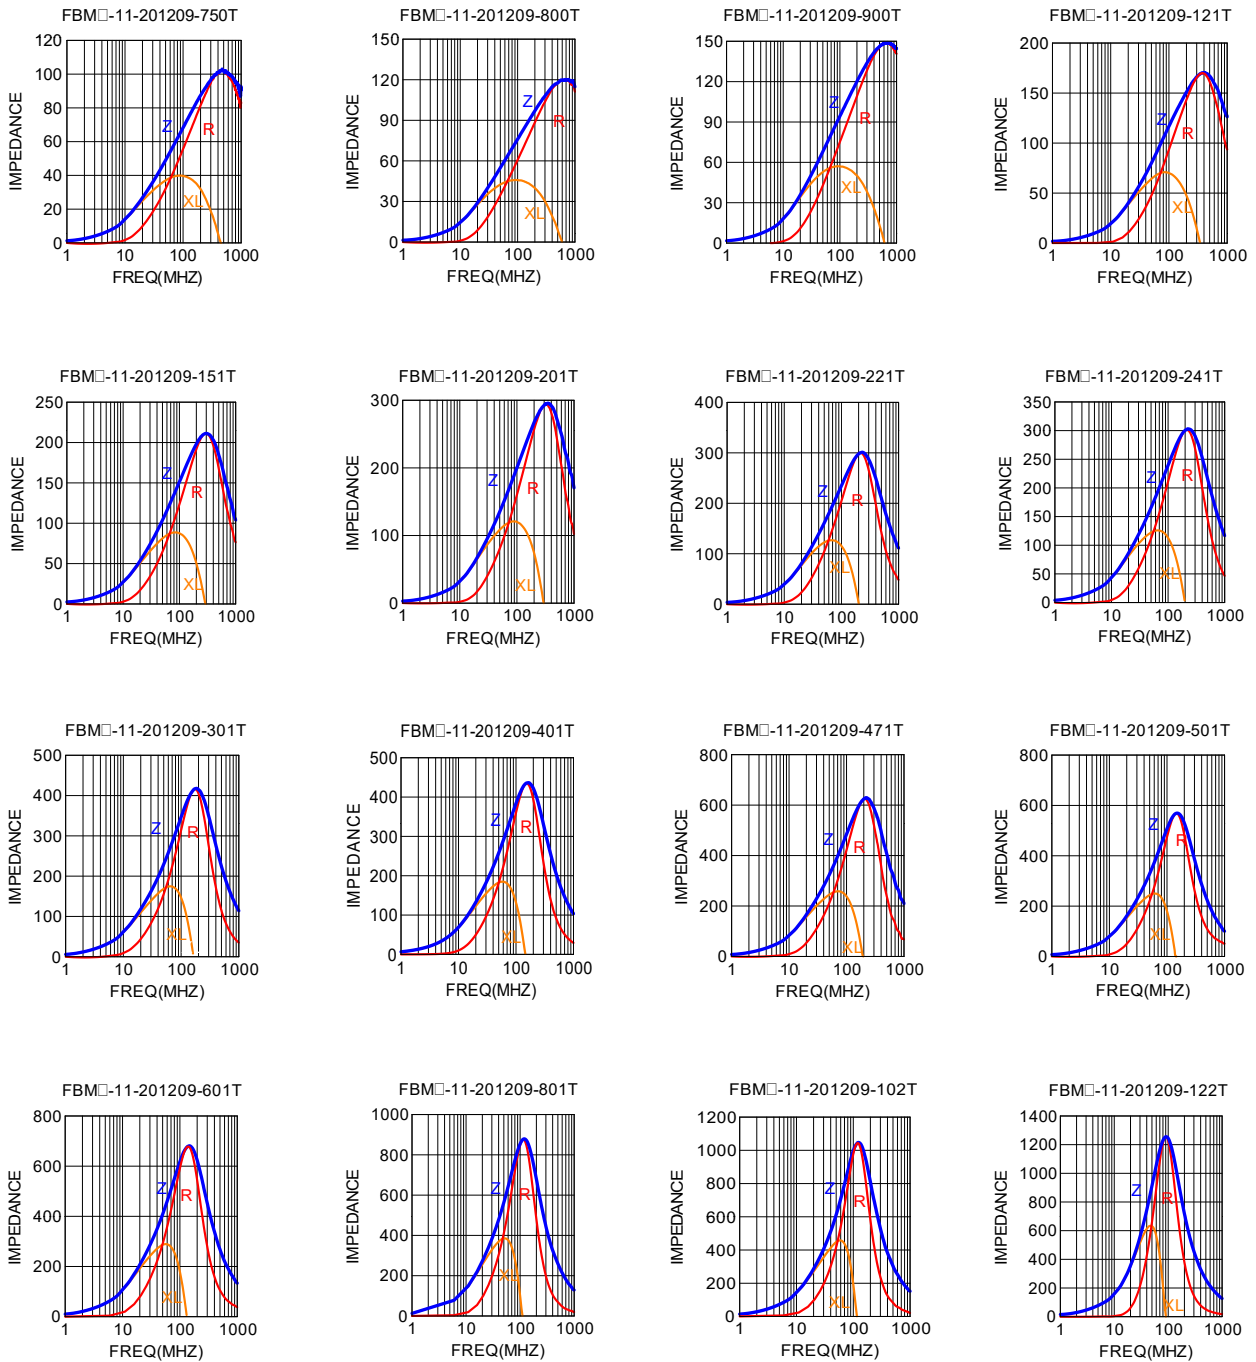 FBM□-11-201209-750T
IMPEDANCE
120
100
80
60
40
20
0
Z
R
XL
1 10 100 1000
FREQ(MHZ)
FBM□-11-201209-800T
IMPEDANCE
150
120
90
60
30
0
Z
R
XL
1 10 100 1000
FREQ(MHZ)
FBM□-11-201209-900T
IMPEDANCE
150
120
90
60
30
0
Z
R
XL
1 10 100 1000
FREQ(MHZ)
FBM□-11-201209-121T
IMPEDANCE
200
150
100
50
0
Z
R
XL
1 10 100 1000
FREQ(MHZ)
FBM□-11-201209-151T
IMPEDANCE
250
200
150
100
50
0
Z
R
XL
1 10 100 1000
FREQ(MHZ)
FBM□-11-201209-201T
IMPEDANCE
300
200
100
0
Z
R
XL
1 10 100 1000
FREQ(MHZ)
FBM□-11-201209-221T
IMPEDANCE
400
300
200
100
0
Z
R
XL
1 10 100 1000
FREQ(MHZ)
FBM□-11-201209-241T
IMPEDANCE
350
300
250
200
150
100
50
0
Z
R
XL
1 10 100 1000
FREQ(MHZ)
FBM□-11-201209-301T
IMPEDANCE
500
400
300
200
100
0
Z
R
XL
1 10 100 1000
FREQ(MHZ)
FBM□-11-201209-401T
IMPEDANCE
500
400
300
200
100
0
Z
R
XL
1 10 100 1000
FREQ(MHZ)
FBM□-11-201209-471T
IMPEDANCE
800
600
400
200
0
Z
R
XL
1 10 100 1000
FREQ(MHZ)
FBM□-11-201209-501T
IMPEDANCE
800
600
400
200
0
Z
R
XL
1 10 100 1000
FREQ(MHZ)
FBM□-11-201209-601T
IMPEDANCE
800
600
400
200
0
Z
R
XL
1 10 100 1000
FREQ(MHZ)
FBM□-11-201209-801T
IMPEDANCE
1000
800
600
400
200
0
Z
R
XL
1 10 100 1000
FREQ(MHZ)
FBM□-11-201209-102T
IMPEDANCE
1200
1000
800
600
400
200
0
Z
R
XL
1 10 100 1000
FREQ(MHZ)
FBM□-11-201209-122T
IMPEDANCE
1400
1200
1000
800
600
400
200
0
Z
R
XL
1 10 100 1000
FREQ(MHZ)